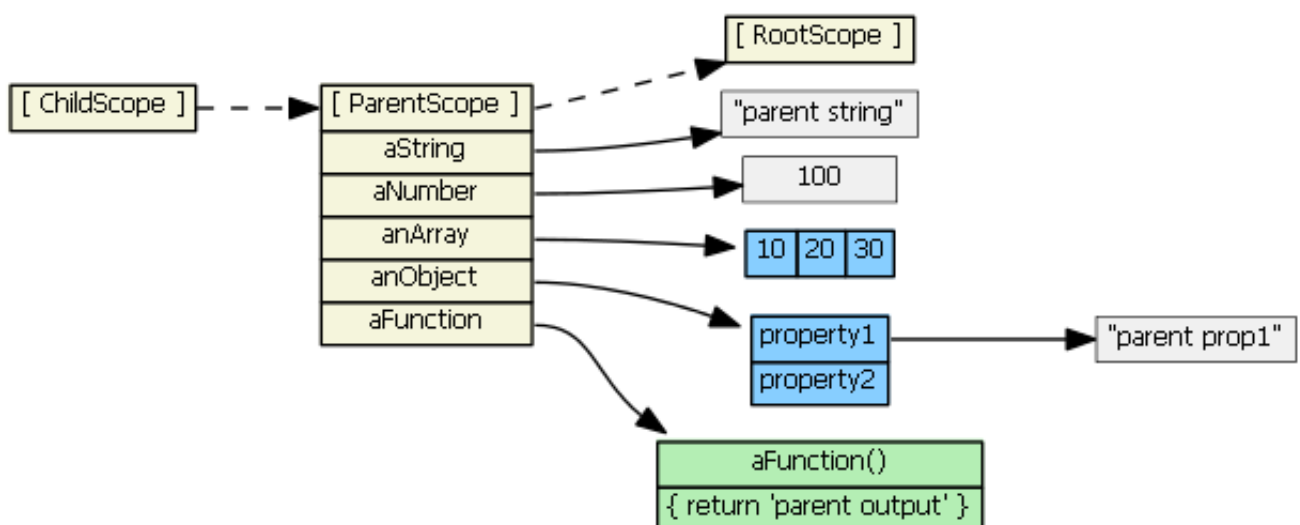 [ RootScope ]
[ ChildScope ]
[ ParentScope ]
"parent string"
aString
100
aNumber
anArray
10 20 30
anObject
aFunction
property1
"parent prop1"
property2
aFunction()
{ return 'parent output' }